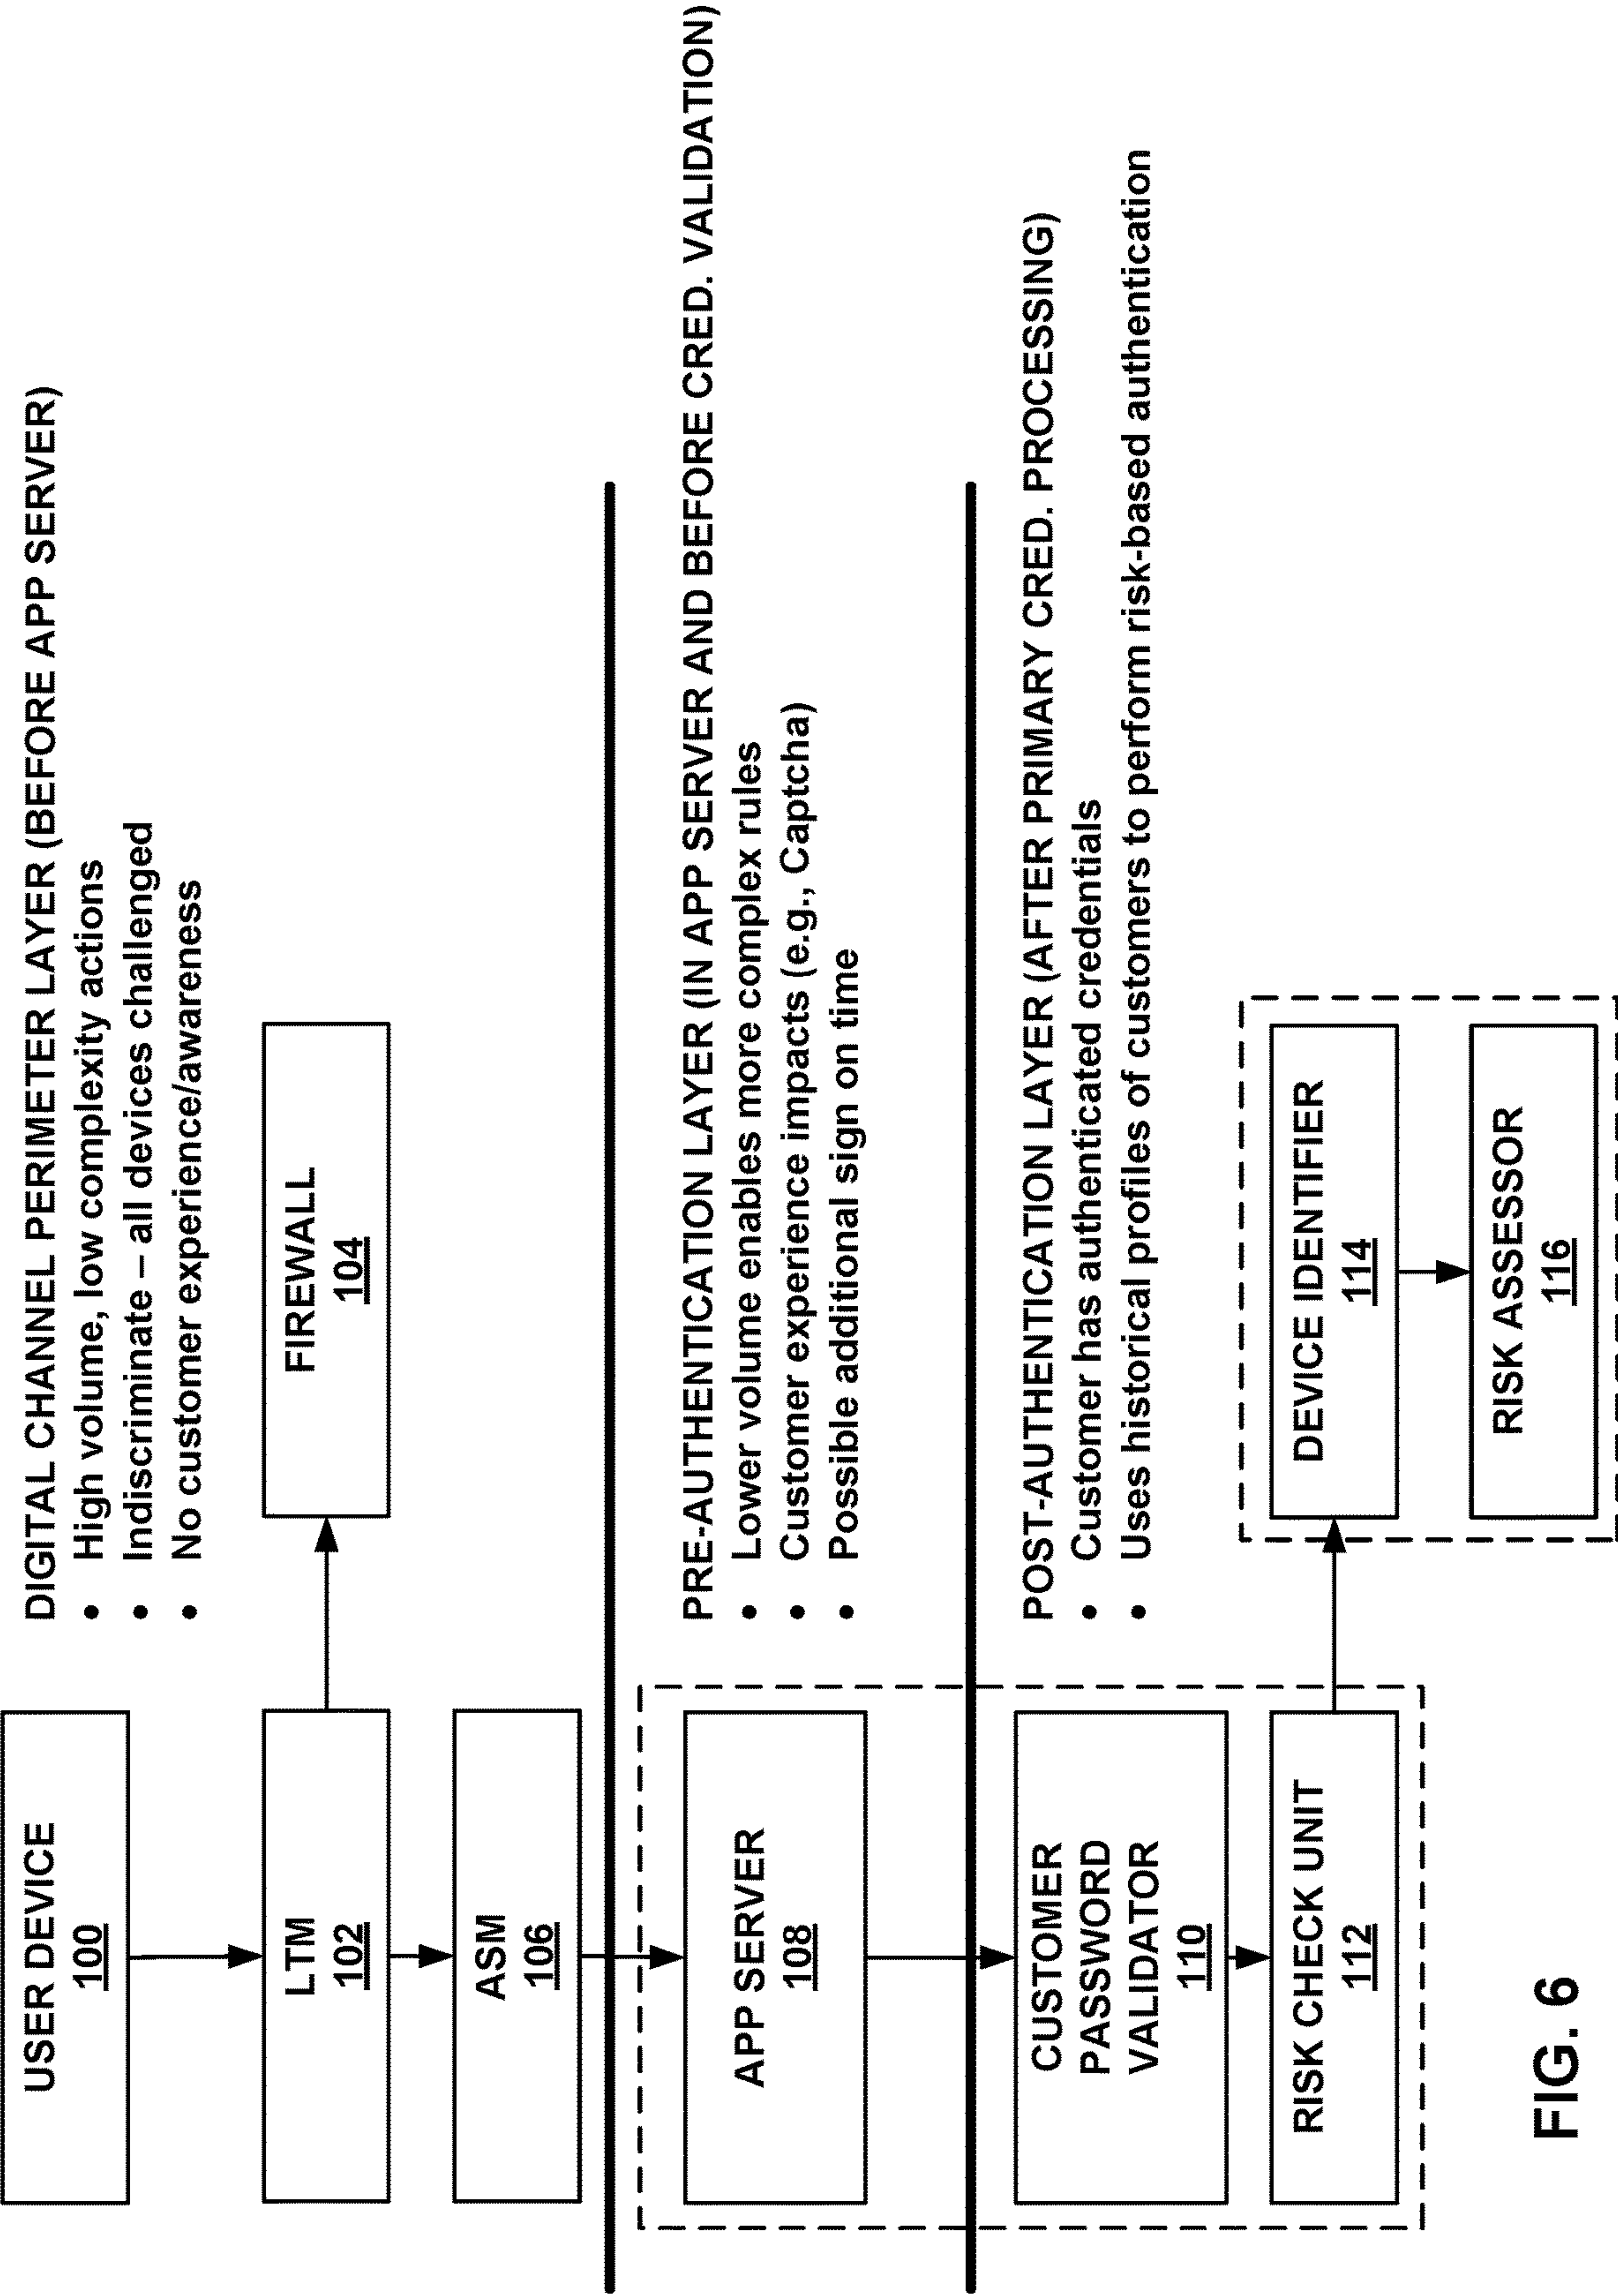 USER DEVICE
100
DIGITAL CHANNEL PERIMETER LAYER (BEFORE APP SERVER)
• High volume, low complexity actions
• Indiscriminate – all devices challenged
• No customer experience/awareness
LTM
102
FIREWALL
104
ASM
106
PRE-AUTHENTICATION LAYER (IN APP SERVER AND BEFORE CRED. VALIDATION)
• Lower volume enables more complex rules
• Customer experience impacts (e.g., Captcha)
• Possible additional sign on time
APP SERVER
108
POST-AUTHENTICATION LAYER (AFTER PRIMARY CRED. PROCESSING)
• Customer has authenticated credentials
• Uses historical profiles of customers to perform risk-based authentication
CUSTOMER
PASSWORD
VALIDATOR
110
RISK CHECK UNIT
112
DEVICE IDENTIFIER
114
RISK ASSESSOR
116
FIG. 6